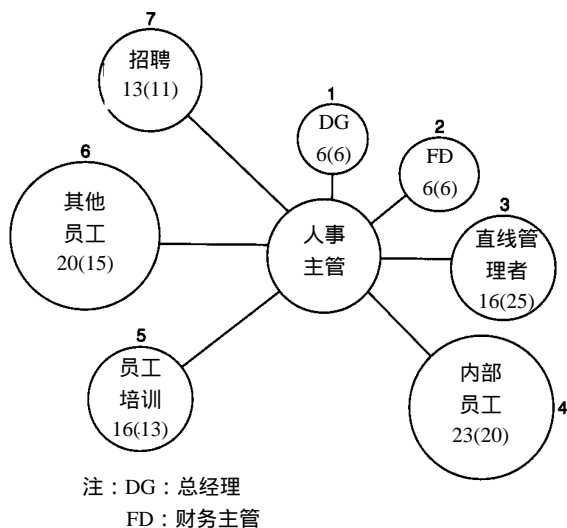 7
招聘
13(11)
1
DG
6(6)
2
FD
6(6)
6
其他
员工
20(15)
人事
主管
3
直线管
理者
16(25)
5
员工
培训
16(13)
内部
员工
23(20)
4
注：DG：总经理
FD：财务主管